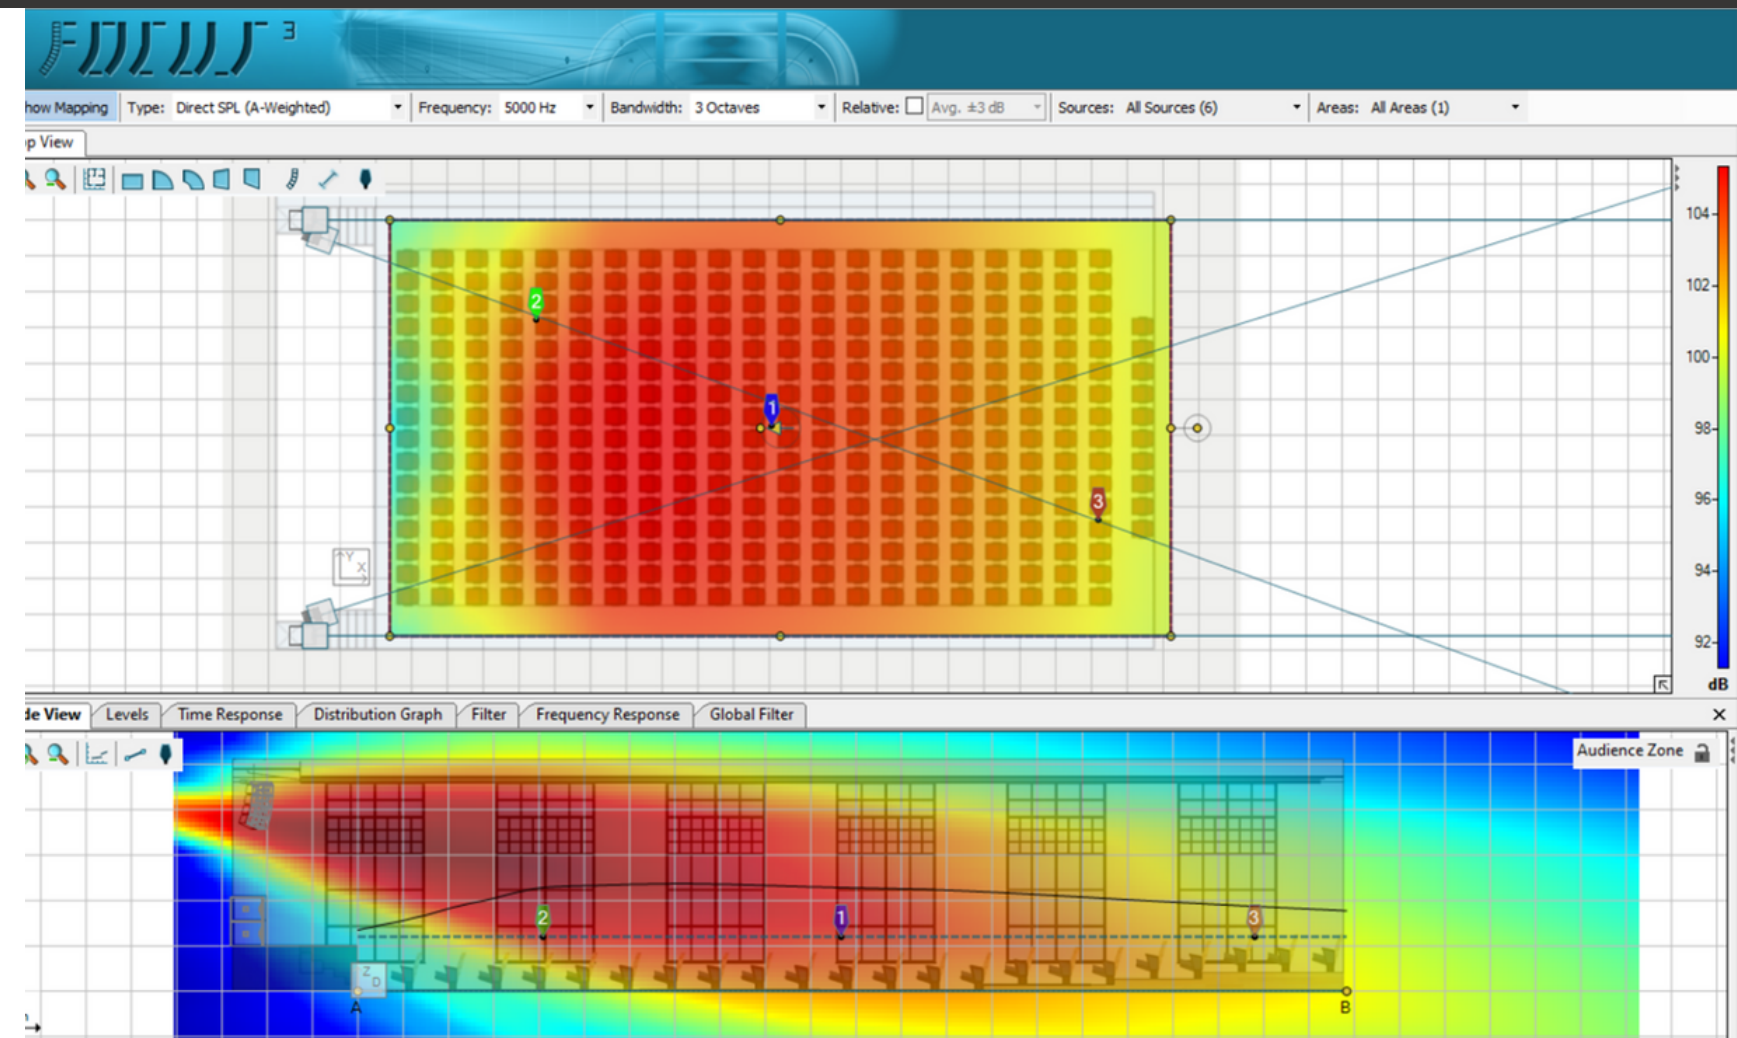 FOCUS 3
how Mapping Type: Direct SPL (A-Weighted) Frequency: 5000 Hz Bandwidth: 3 Octaves Relative: Avg. ±3 dB Sources: All Sources (6) Areas: All Areas (1)
op View
104
2
102
100
1
98
3
96
Y
X
94
92
dB
de View Levels Time Response Distribution Graph Filter Frequency Response Global Filter
Audience Zone
2 1 3
Z
D
A B